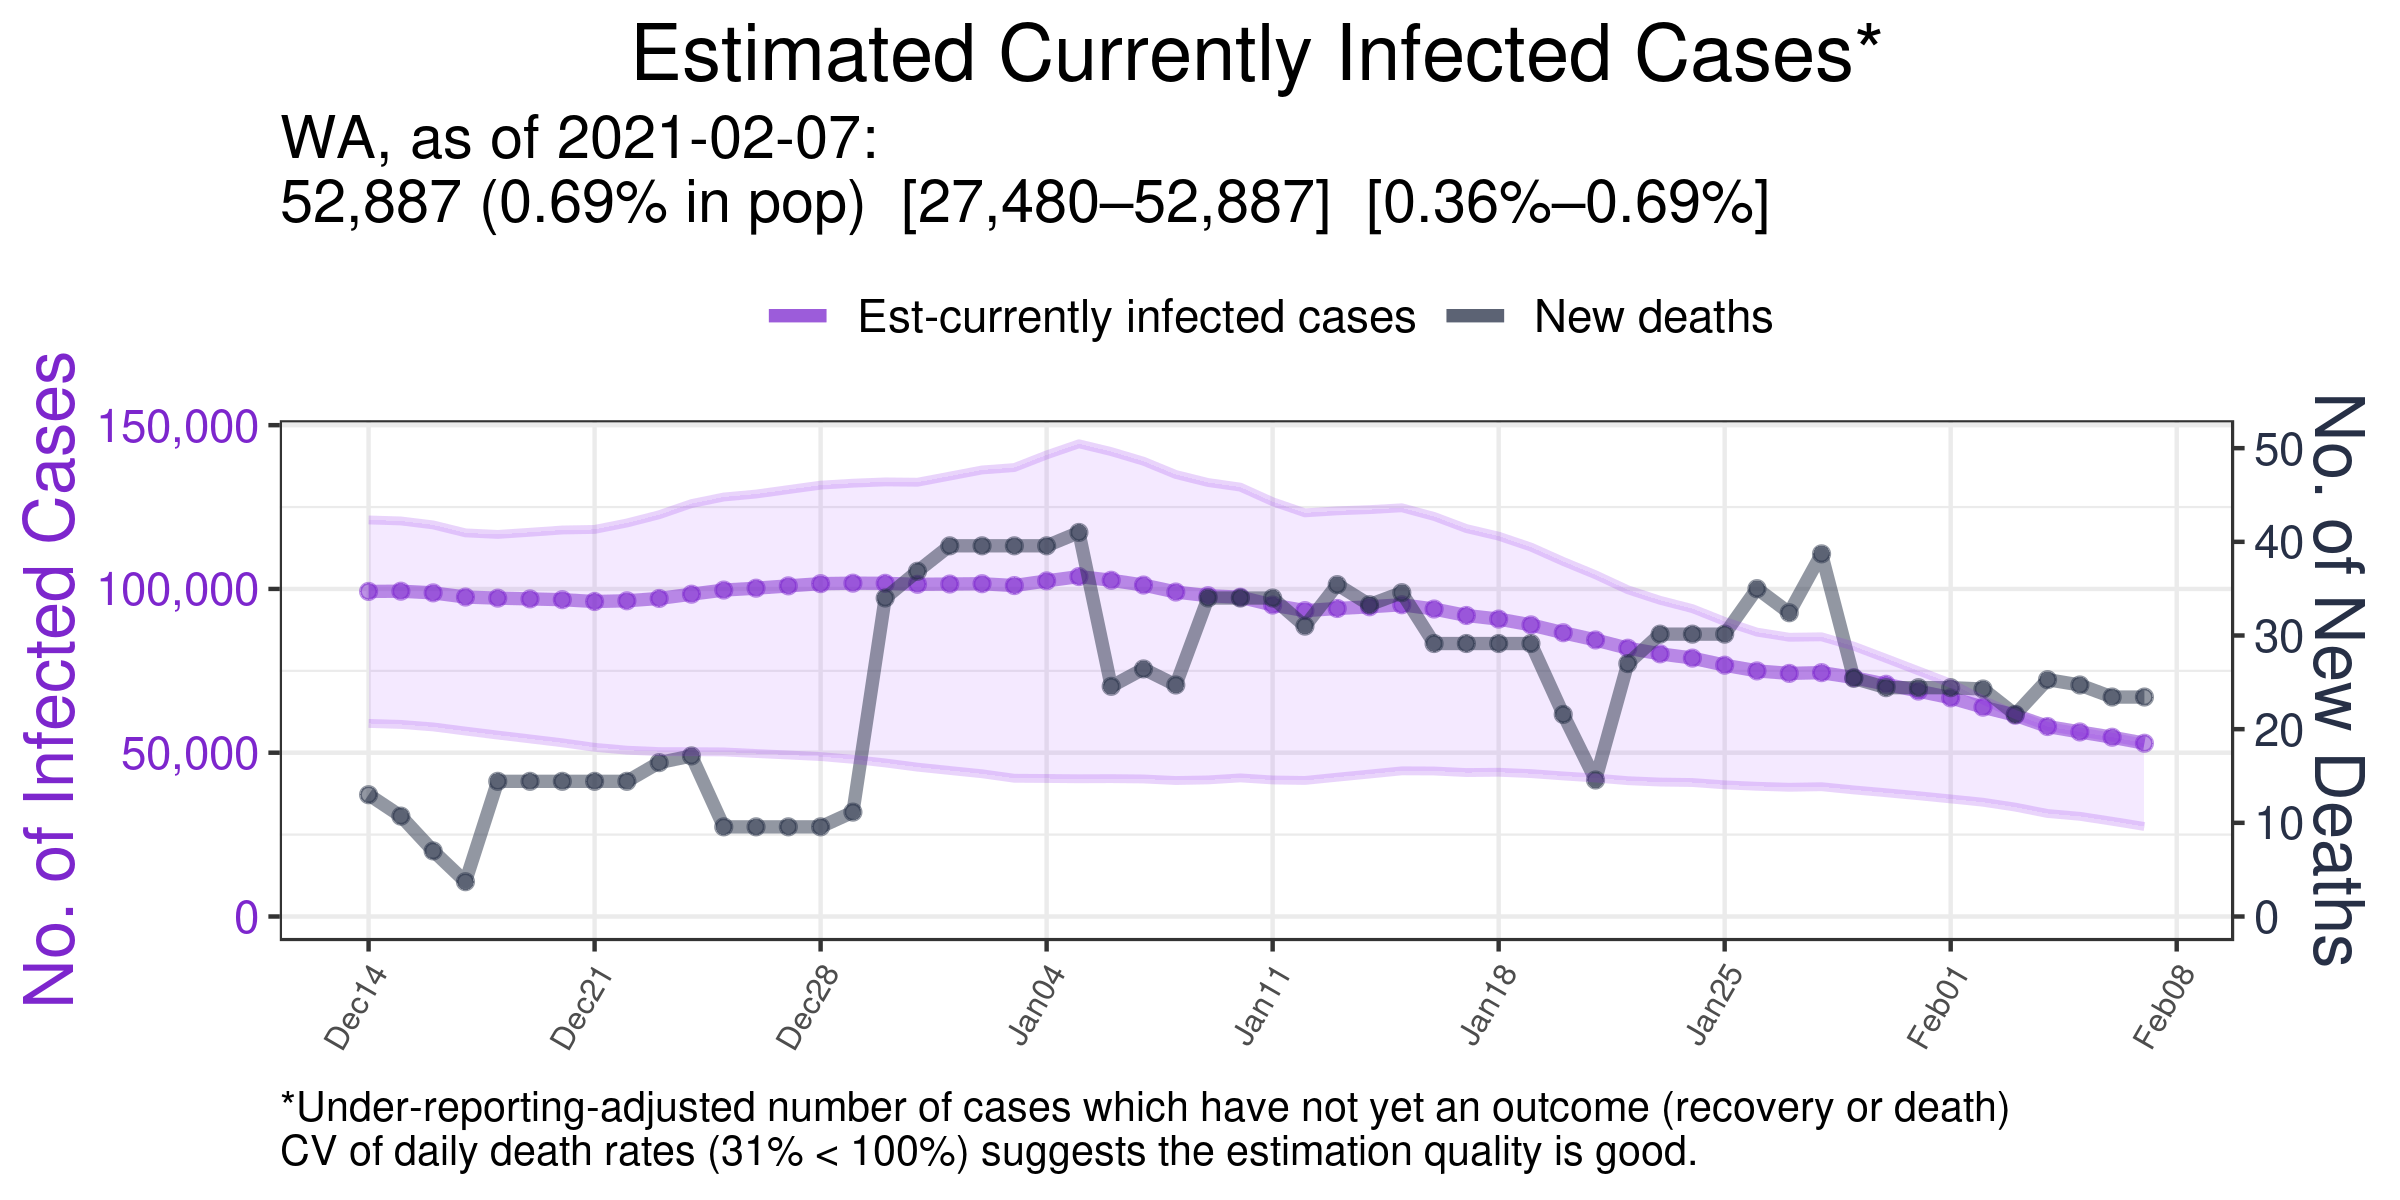 Estimated Currently Infected Cases*
WA, as of 2021-02-07:
52,887 (0.69% in pop)  [27,480–52,887]  [0.36%–0.69%]
Est-currently infected cases
New deaths
No. of Infected Cases
150,000
100,000
50,000
0
50
40
30
20
10
0
No. of New Deaths
Dec14
Dec21
Dec28
Jan04
Jan11
Jan18
Jan25
Feb01
Feb08
*Under-reporting-adjusted number of cases which have not yet an outcome (recovery or death)
CV of daily death rates (31% < 100%) suggests the estimation quality is good.